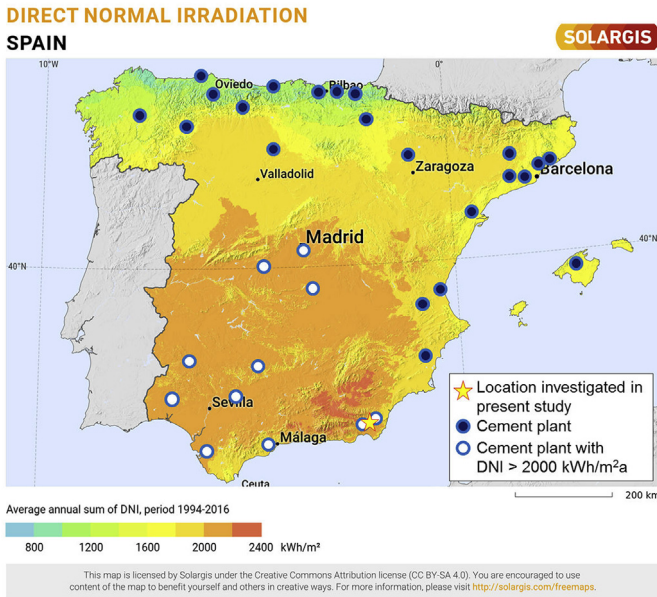 DIRECT NORMAL IRRADIATION
SPAIN
SOLARGIS
10°W
0°
Oviedo
Bilbao
Zaragoza
Barcelona
Valladolid
Madrid
40°N
40°N
Location investigated in
present study
Cement plant
Cement plant with
DNI > 2000 kWh/m²a
Sevilla
Málaga
Ceuta
200 km
Average annual sum of DNI, period 1994-2016
800 1200 1600 2000 2400 kWh/m²
This map is licensed by Solargis under the Creative Commons Attribution license (CC BY-SA 4.0). You are encouraged to use
content of the map to benefit yourself and others in creative ways. For more information, please visit http://solargis.com/freemaps.